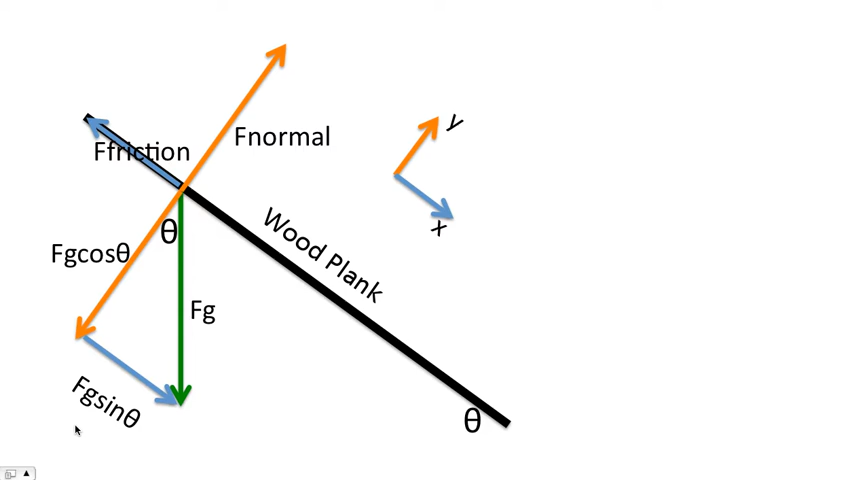 y
Fnormal
Ffriction
x
Wood Plank
θ
Fgcosθ
Fg
Fgsinθ
θ